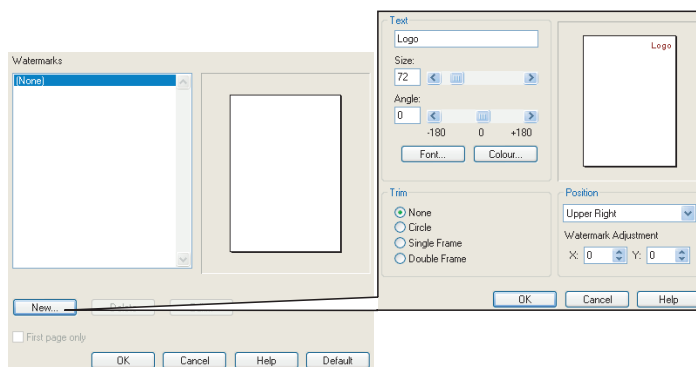 Watermarks
(None)
New...
Delete
First page only
OK Cancel Help Default
Text
Logo
Size:
72
Angle:
0
-180 0 +180
Font... Colour...
Logo
Trim
None
Circle
Single Frame
Double Frame
Position
Upper Right
Watermark Adjustment
X: 0 Y: 0
OK Cancel Help